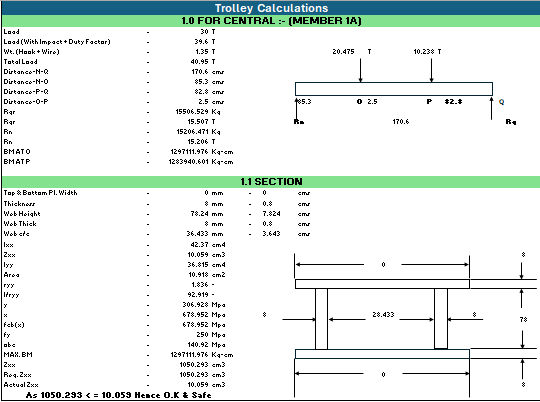 Trolley Calculations
1.0 FOR CENTRAL :- (MEMBER 1A)
Load - 30 T
Load (With Impact + Duty Factor) - 39.6 T
Wt. (Hook + Wire) - 1.35 T
Total Load - 40.95 T
Distance-N-Q - 170.6 cms
Distance-N-O - 85.3 cms
Distance-P-Q - 82.8 cms
Distance-O-P - 2.5 cms
Rqr - 15506.529 Kg
Rqr - 15.507 T
Rn - 15206.471 Kg
Rn - 15.206 T
BM AT O - 1297111.976 Kg-cm
BM AT P - 1283940.601 Kg-cm
20.475 T 10.238 T
85.3 O 2.5 P 82.8 Q
Rn 170.6 Rq
1.1 SECTION
Top & Bottom Pl. Width - 0 mm - 0 cms
Thickness - 8 mm - 0.8 cms
Web Height - 78.24 mm - 7.824 cms
Web Thick - 8 mm - 0.8 cms
Web c/c - 36.433 mm - 3.643 cms
Ixx - 42.37 cm4
Zxx - 10.059 cm3
Iyy - 36.815 cm4
Area - 10.918 cm2
ryy - 1.836 -
l/ryy - 92.919 -
y - 306.928 Mpa
x - 678.952 Mpa
fcb(x) - 678.952 Mpa
fy - 250 Mpa
abc - 140.92 Mpa
MAX. BM - 1297111.976 Kg-cm
Zxx - 1050.293 cm3
Req. Zxx - 1050.293 cm3
Actual Zxx - 10.059 cm3
As 1050.293 < = 10.059 Hence O.K & Safe
0 8
8 28.433 8 78
0 8